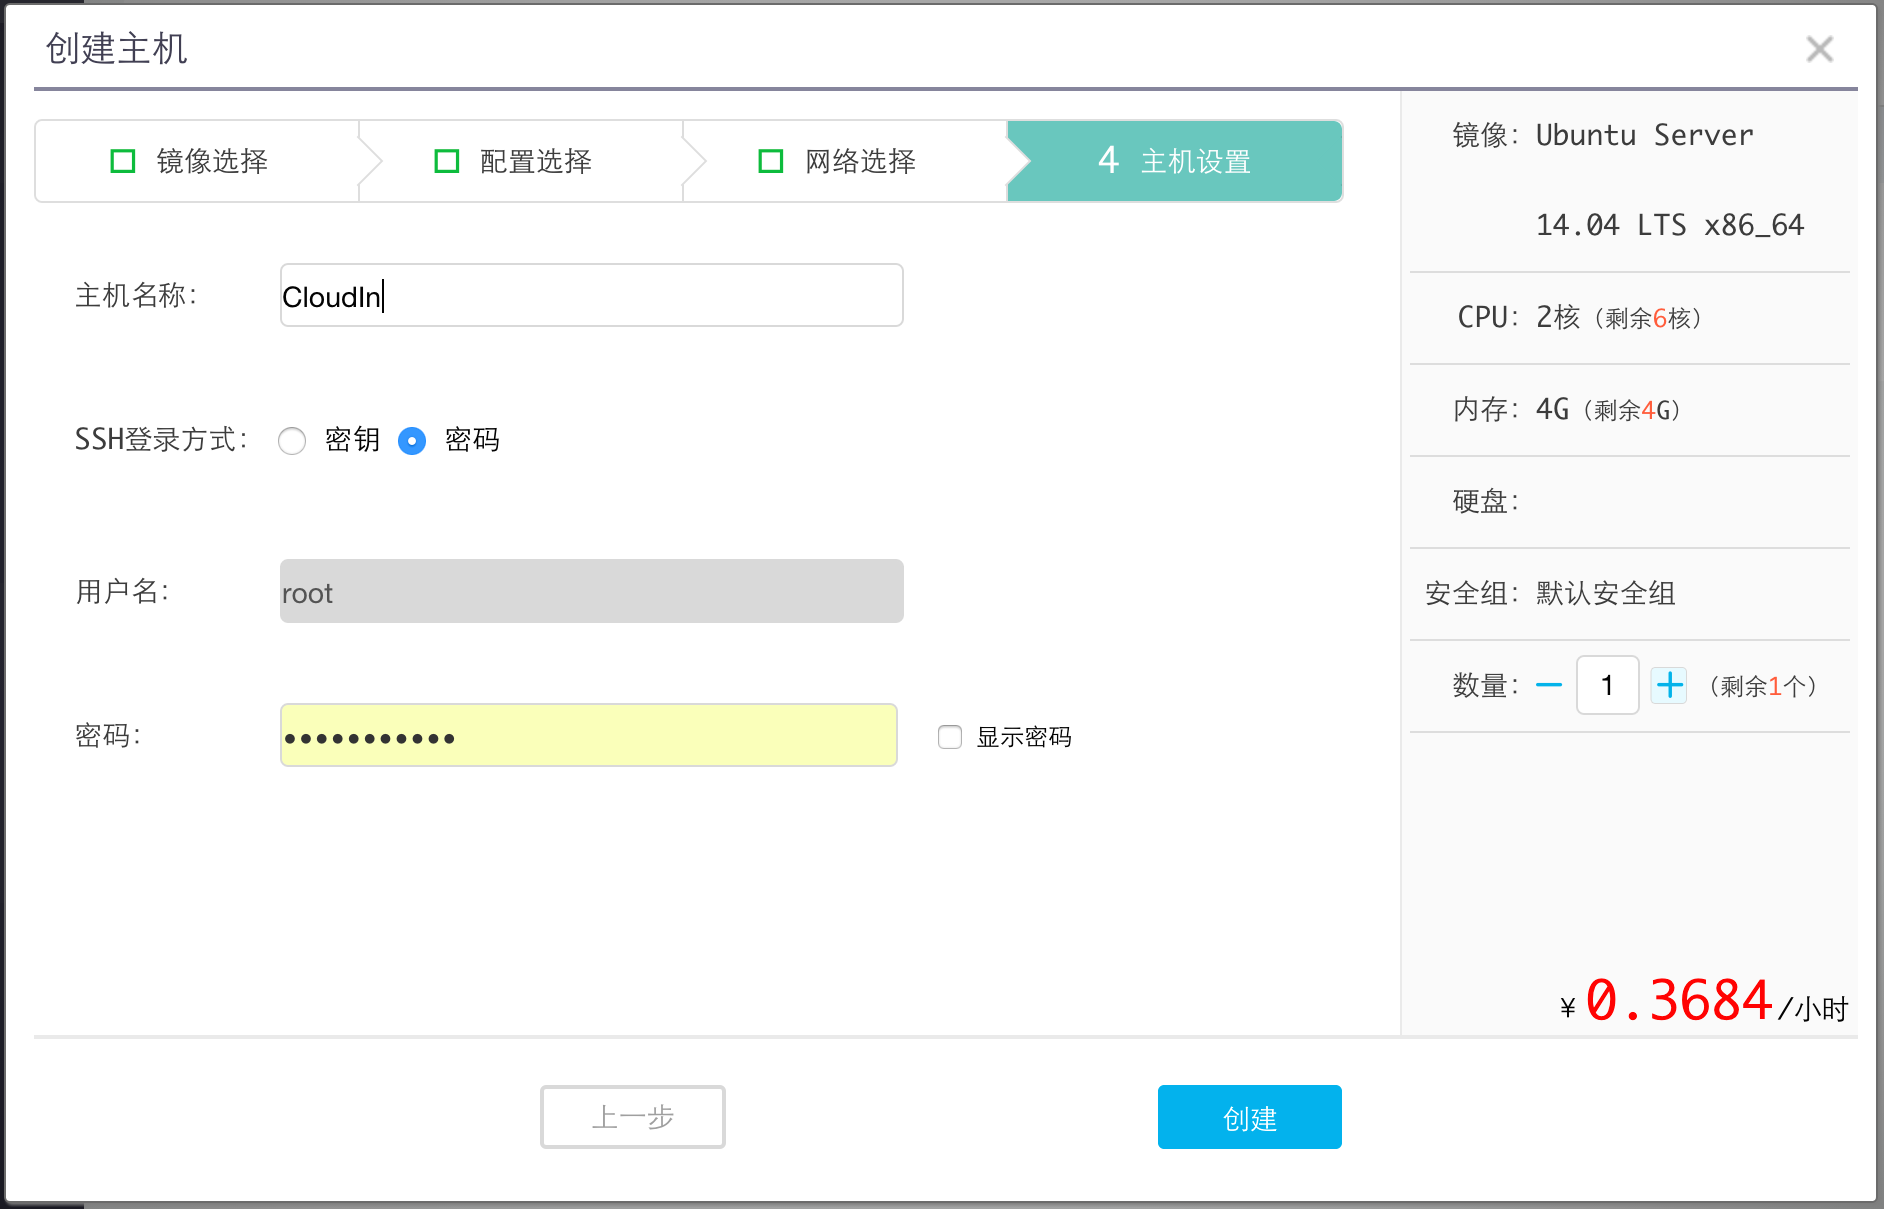 创建主机
镜像选择
配置选择
网络选择
4 主机设置
主机名称：
CloudIn
SSH登录方式：
密钥
密码
用户名：
root
密码：
•••••••••••
显示密码
镜像： Ubuntu Server
14.04 LTS x86_64
CPU： 2核（剩余6核）
内存： 4G（剩余4G）
硬盘：
安全组： 默认安全组
数量： 1 （剩余1个）
¥ 0.3684/小时
上一步
创建